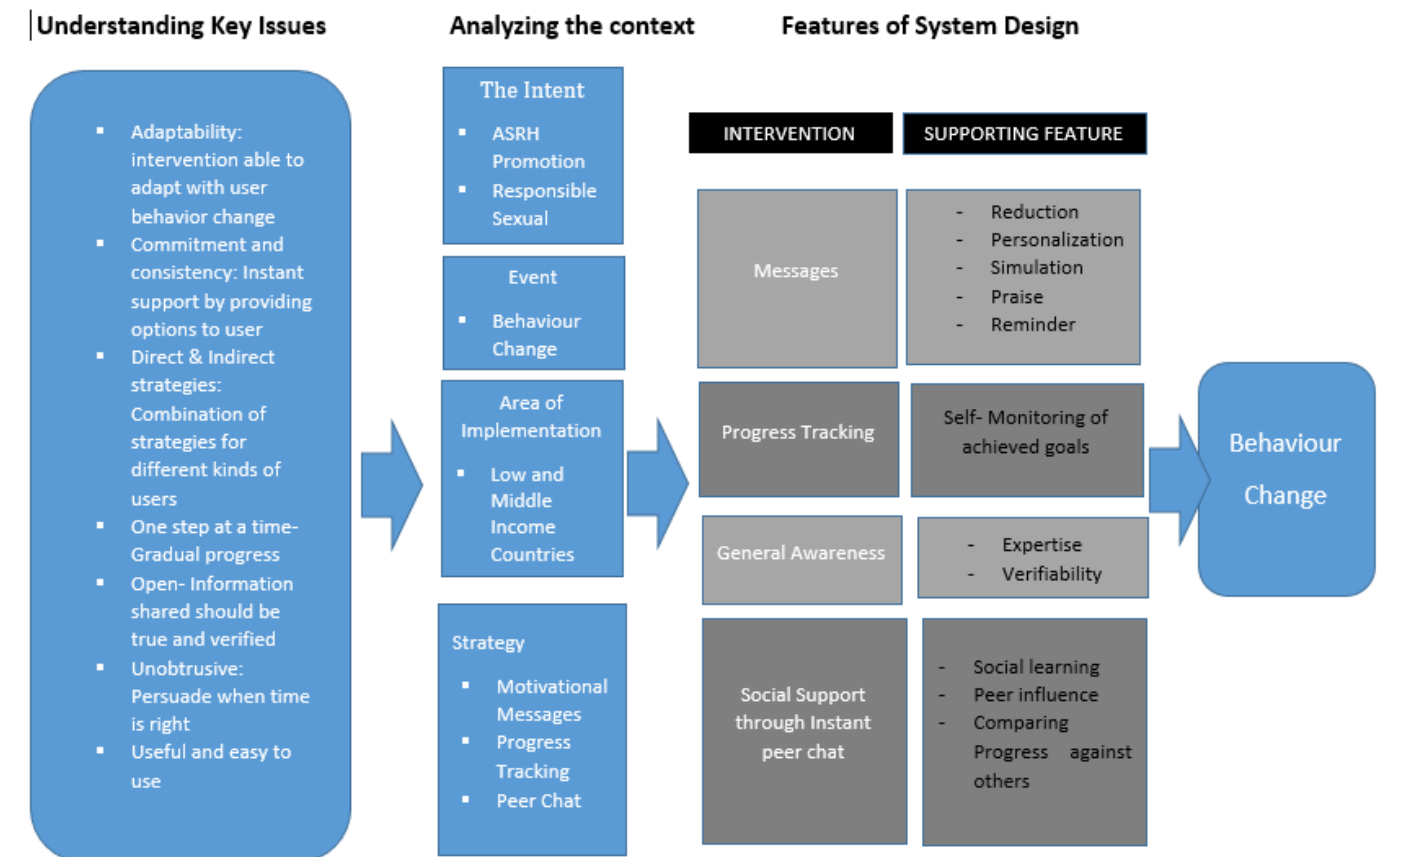 Understanding Key Issues
Analyzing the context
Features of System Design
▪ Adaptability:
intervention able to
adapt with user
behavior change
▪ Commitment and
consistency: Instant
support by providing
options to user
▪ Direct & Indirect
strategies:
Combination of
strategies for
different kinds of
users
▪ One step at a time-
Gradual progress
▪ Open- Information
shared should be
true and verified
▪ Unobtrusive:
Persuade when time
is right
▪ Useful and easy to
use
The Intent
▪ ASRH
Promotion
▪ Responsible
Sexual
Event
▪ Behaviour
Change
Area of
Implementation
▪ Low and
Middle
Income
Countries
Strategy
▪ Motivational
Messages
▪ Progress
Tracking
▪ Peer Chat
INTERVENTION
SUPPORTING FEATURE
Messages
- Reduction
- Personalization
- Simulation
- Praise
- Reminder
Progress Tracking
Self- Monitoring of
achieved goals
General Awareness
- Expertise
- Verifiability
Social Support
through Instant
peer chat
- Social learning
- Peer influence
- Comparing
Progress against
others
Behaviour
Change